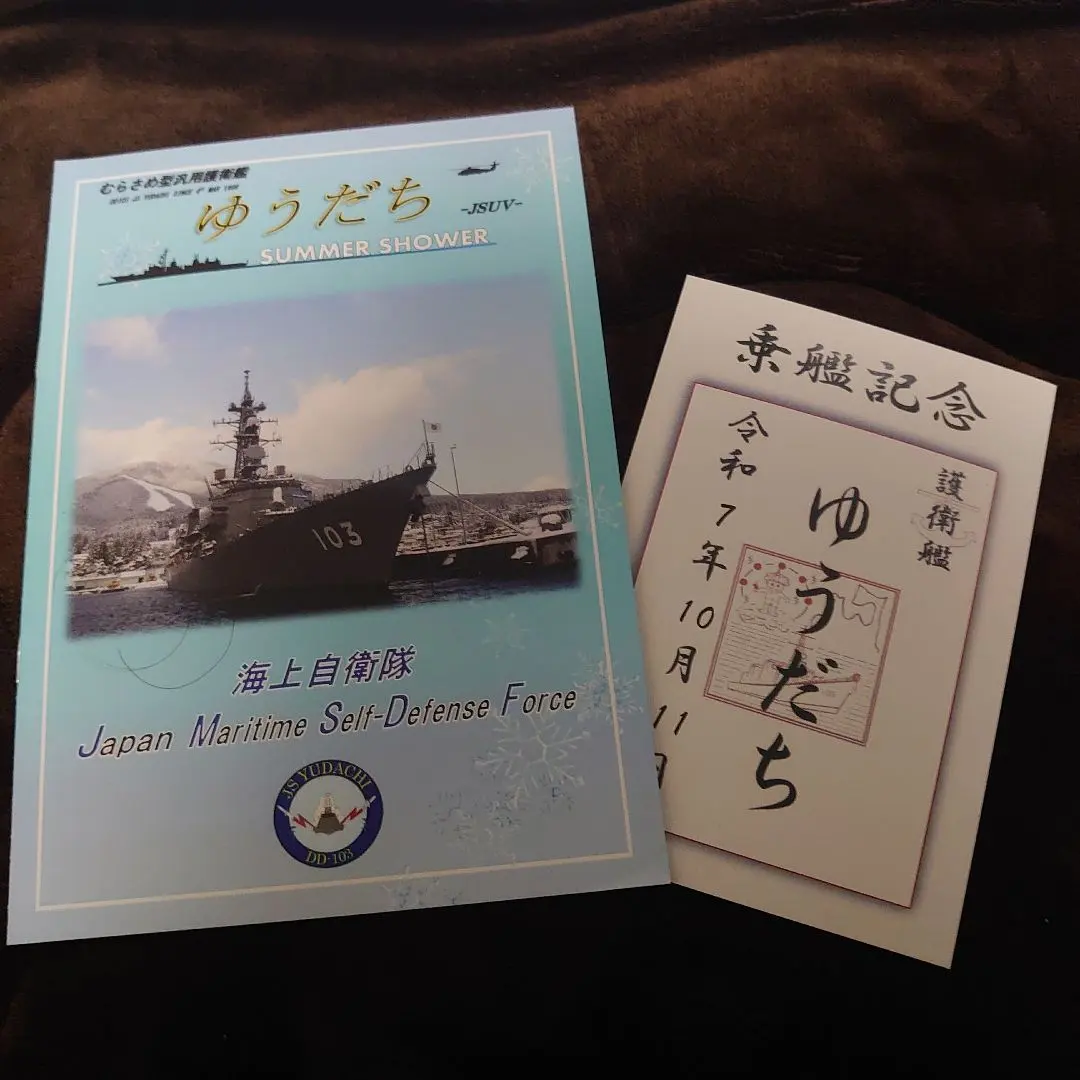 むらさめ型汎用護衛艦
ゆうだち
-JSUV-
SUMMER SHOWER
103
海上自衛隊
Japan Maritime Self-Defense Force
JS YUDACHI
DD-103
乗艦記念
護衛艦
ゆうだち
令和7年10月11